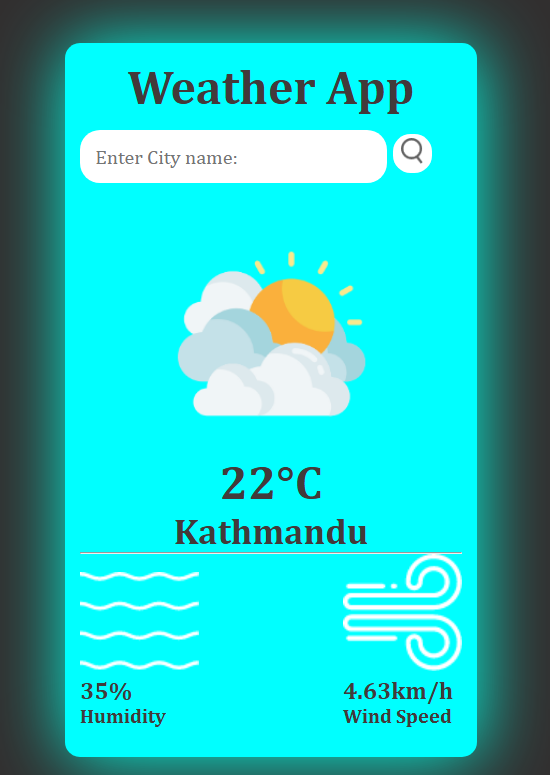 Weather App
Enter City name:
22°C
Kathmandu
35%
4.63km/h
Humidity
Wind Speed